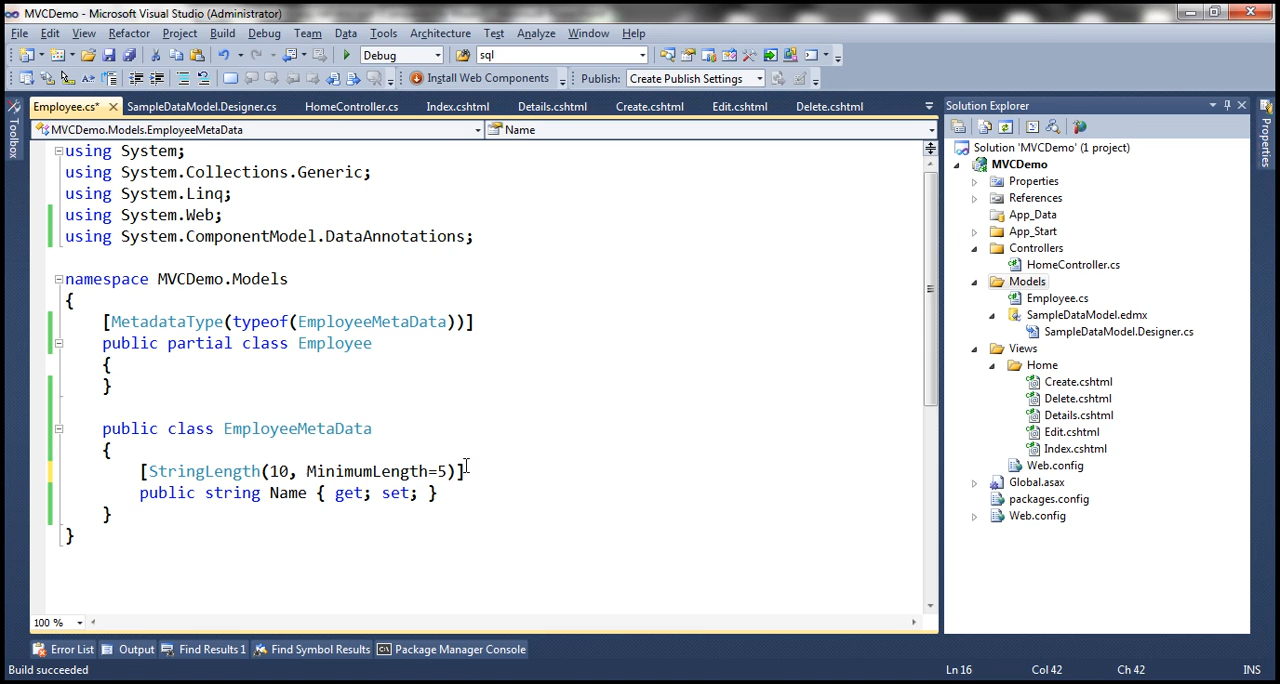 MVCDemo - Microsoft Visual Studio (Administrator)
File Edit View Refactor Project Build Debug Team Data Tools Architecture Test Analyze Window Help
Debug sql
Install Web Components Publish: Create Publish Settings
Employee.cs* SampleDataModel.Designer.cs HomeController.cs Index.cshtml Details.cshtml Create.cshtml Edit.cshtml Delete.cshtml
MVCDemo.Models.EmployeeMetaData Name
Toolbox
using System;
using System.Collections.Generic;
using System.Linq;
using System.Web;
using System.ComponentModel.DataAnnotations;
namespace MVCDemo.Models
{
[MetadataType(typeof(EmployeeMetaData))]
public partial class Employee
{
}
public class EmployeeMetaData
{
[StringLength(10, MinimumLength=5)]
public string Name { get; set; }
}
}
100 %
Solution Explorer
Solution 'MVCDemo' (1 project)
MVCDemo
Properties
References
App_Data
App_Start
Controllers
HomeController.cs
Models
Employee.cs
SampleDataModel.edmx
SampleDataModel.Designer.cs
Views
Home
Create.cshtml
Delete.cshtml
Details.cshtml
Edit.cshtml
Index.cshtml
Web.config
Global.asax
packages.config
Web.config
Properties
Error List Output Find Results 1 Find Symbol Results Package Manager Console
Build succeeded Ln 16 Col 42 Ch 42 INS